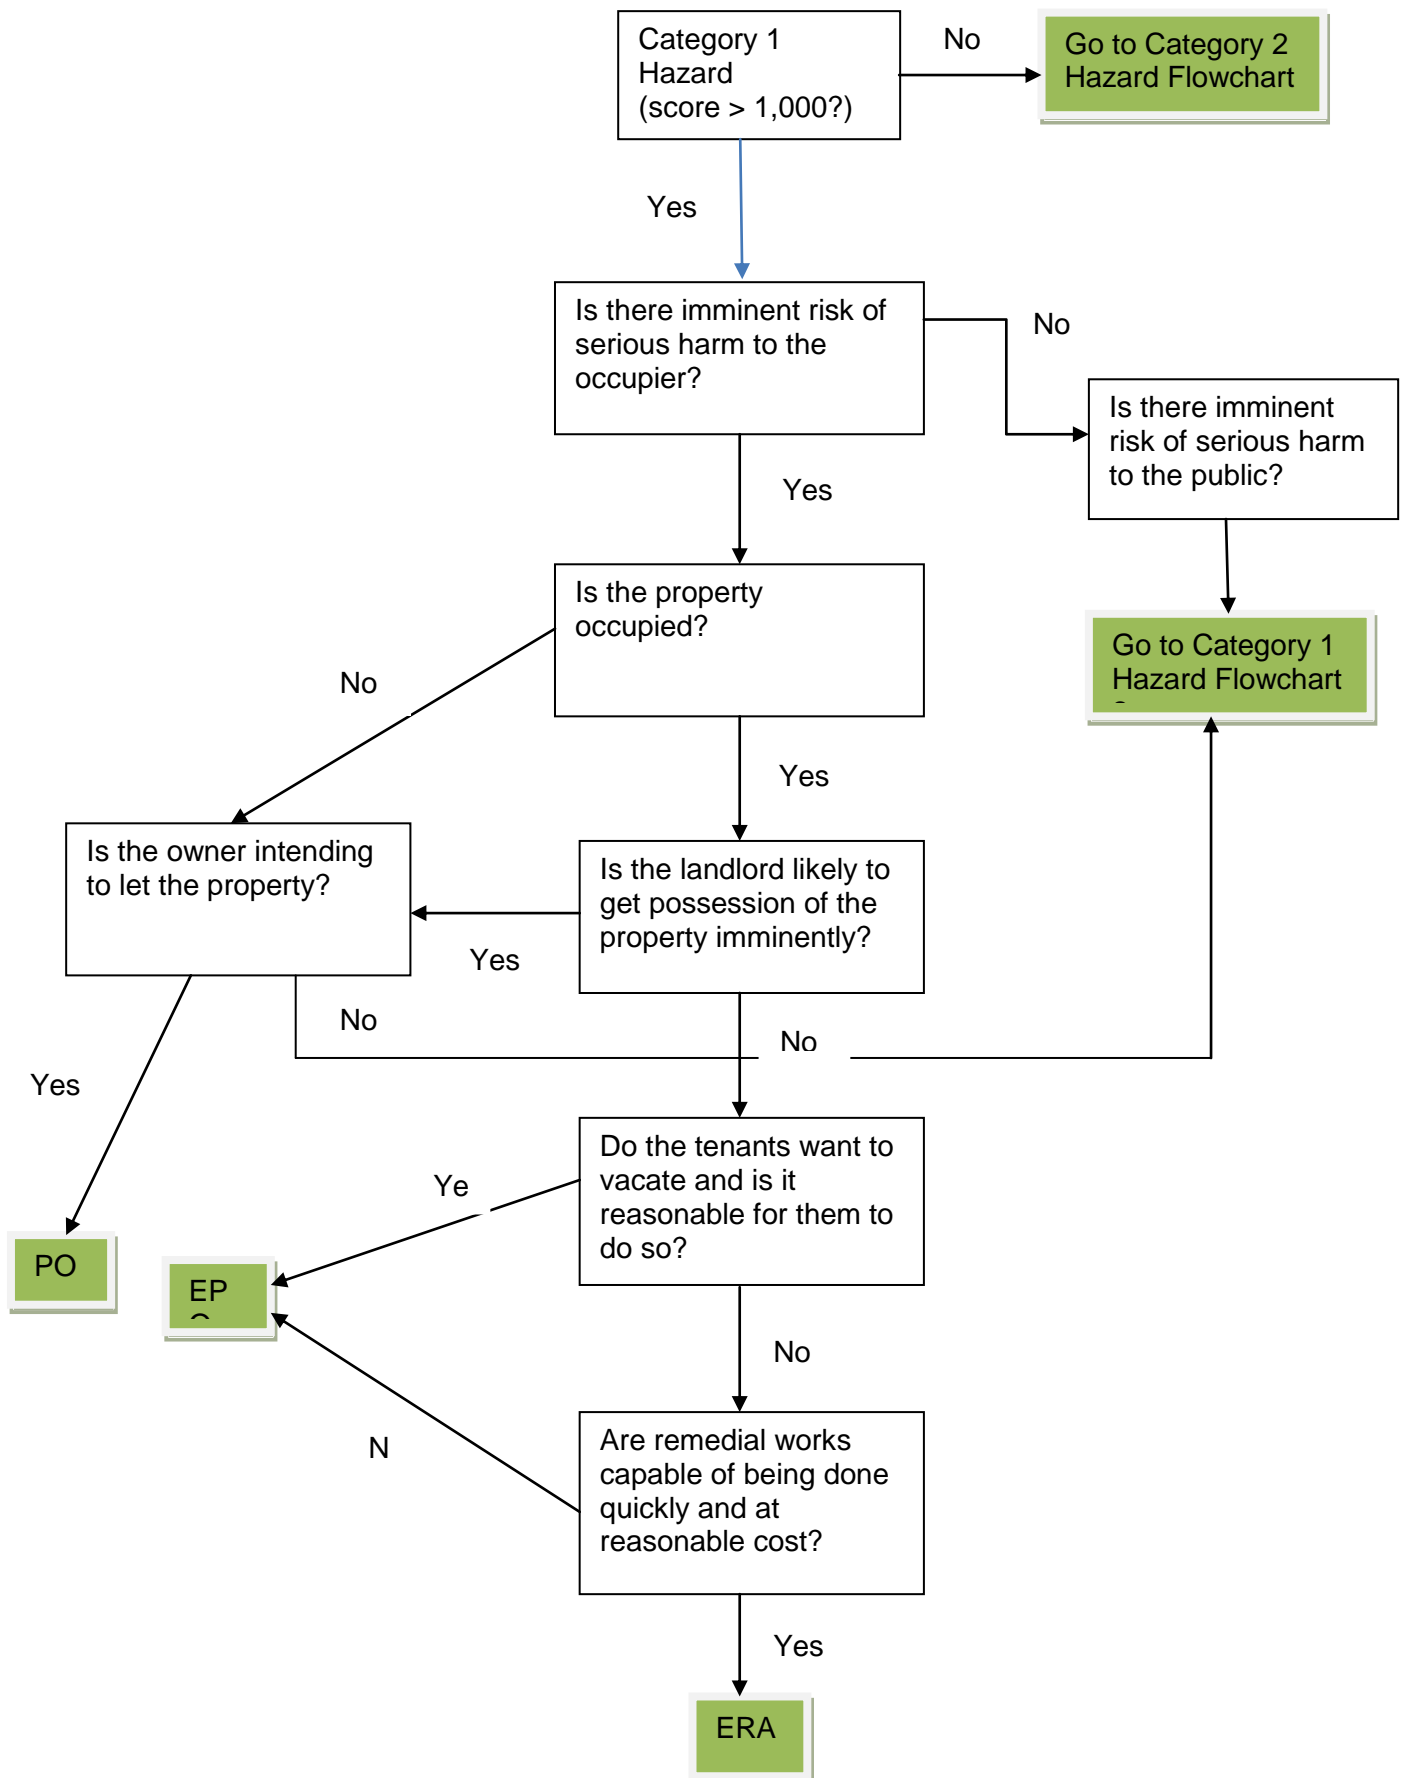 Category 1
Hazard
(score > 1,000?)
No
Go to Category 2
Hazard Flowchart
Yes
Is there imminent risk of
serious harm to the
occupier?
No
Is there imminent
risk of serious harm
to the public?
Yes
Is the property
occupied?
Go to Category 1
Hazard Flowchart
No
Yes
Is the owner intending
to let the property?
Is the landlord likely to
get possession of the
property imminently?
Yes
No
No
Yes
Do the tenants want to
vacate and is it
reasonable for them to
do so?
Ye
PO
EP
No
Are remedial works
capable of being done
quickly and at
reasonable cost?
N
Yes
ERA